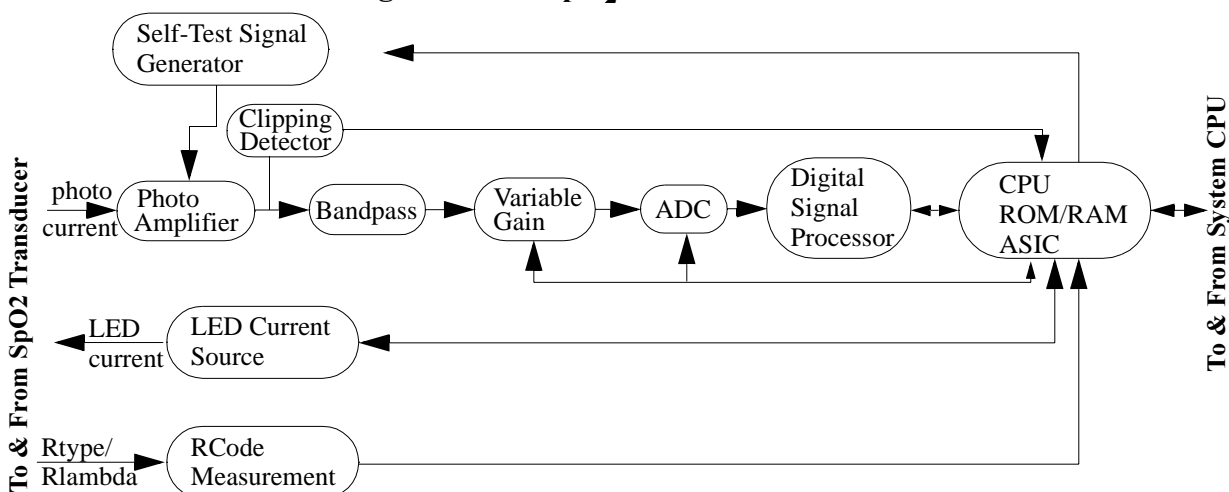 Self-Test Signal
Generator
Clipping
Detector
photo
current
Photo
Amplifier
Bandpass
Variable
Gain
ADC
Digital
Signal
Processor
CPU
ROM/RAM
ASIC
LED
current
LED Current
Source
Rtype/
Rlambda
RCode
Measurement
To & From SpO2 Transducer
To & From System CPU